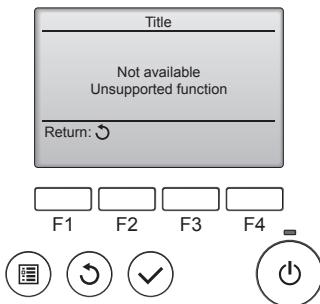 Title
Not available
Unsupported function
Return:
F1 F2 F3 F4